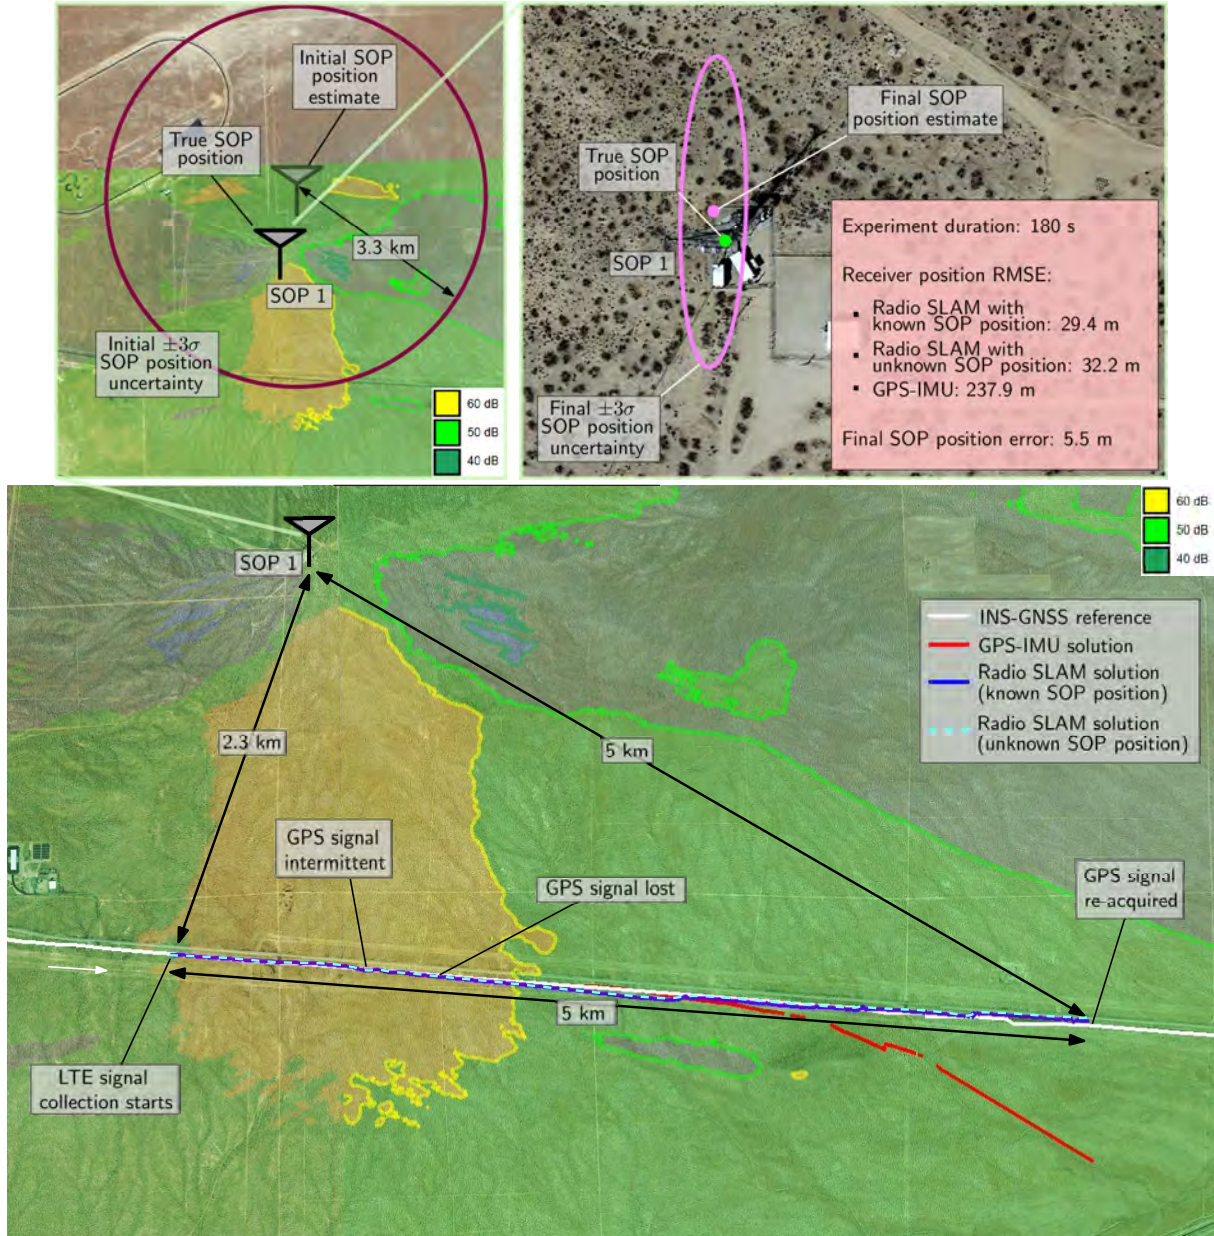 Initial SOP
position
estimate
True SOP
position
3.3 km
SOP 1
Initial ±3σ
SOP position
uncertainty
60 dB
50 dB
40 dB
Final SOP
position estimate
True SOP
position
SOP 1
Final ±3σ
SOP position
uncertainty
Experiment duration: 180 s
Receiver position RMSE:
▪ Radio SLAM with
known SOP position: 29.4 m
▪ Radio SLAM with
unknown SOP position: 32.2 m
▪ GPS-IMU: 237.9 m
Final SOP position error: 5.5 m
60 dB
50 dB
40 dB
SOP 1
INS-GNSS reference
GPS-IMU solution
Radio SLAM solution
(known SOP position)
Radio SLAM solution
(unknown SOP position)
2.3 km
5 km
GPS signal
intermittent
GPS signal lost
GPS signal
re-acquired
5 km
LTE signal
collection starts